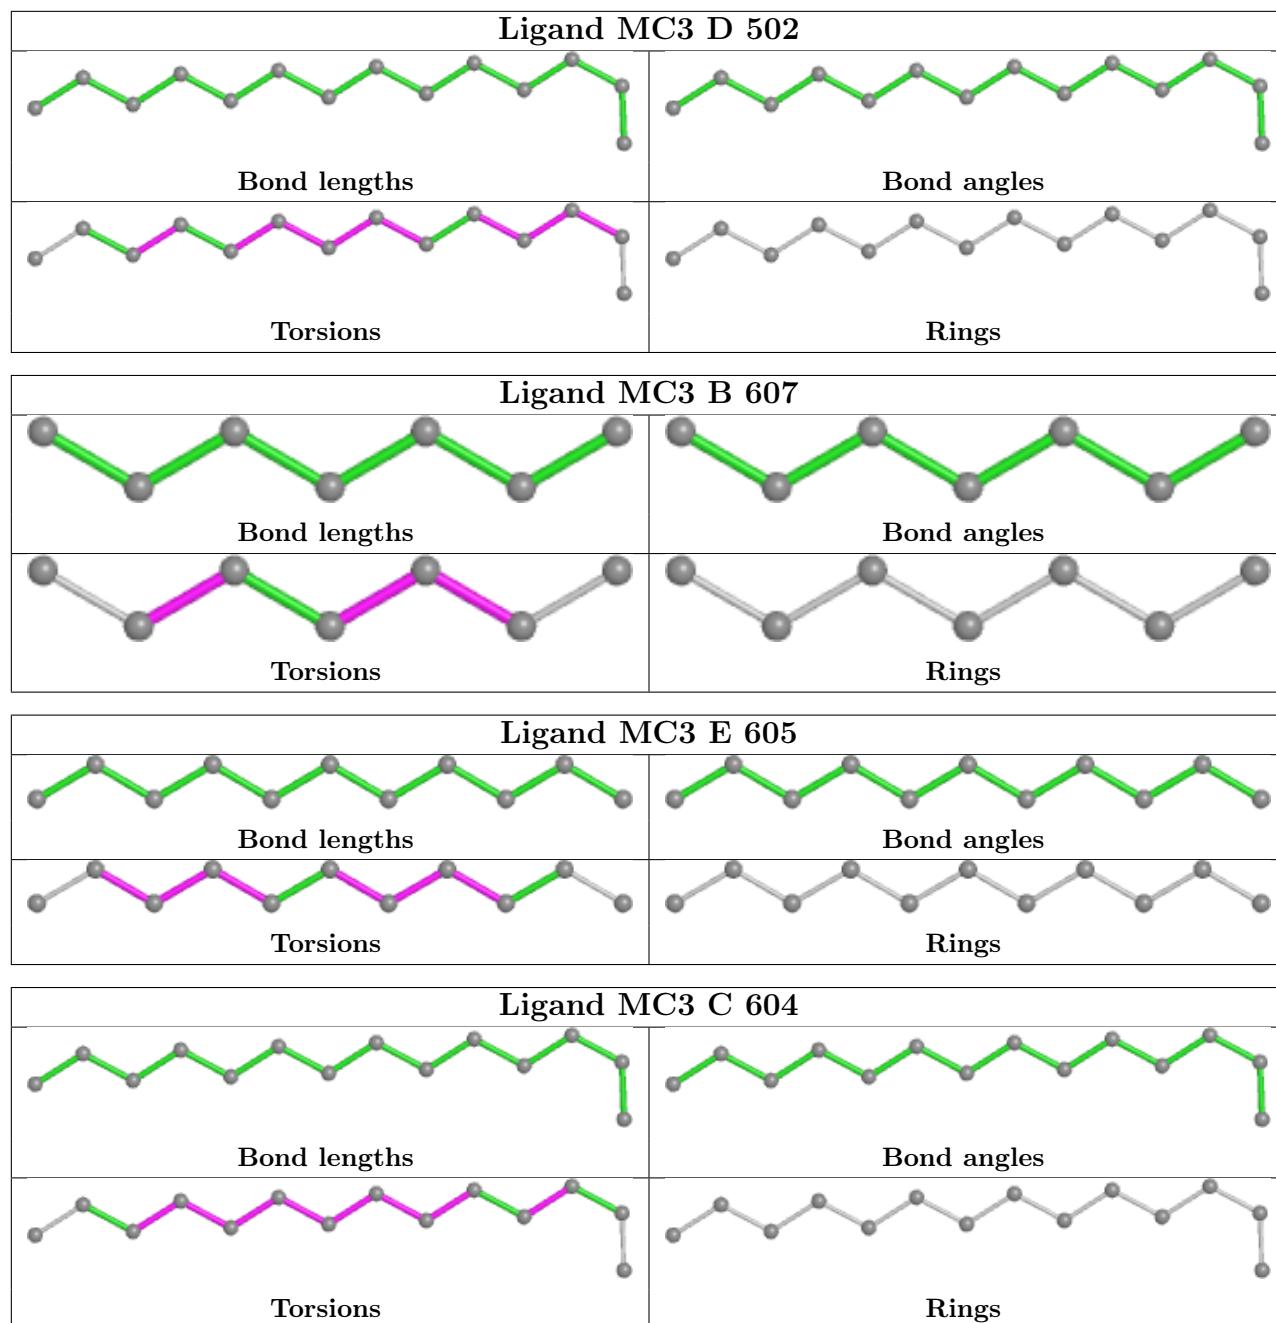 Ligand MC3 D 502
Bond lengths
Bond angles
Torsions
Rings
Ligand MC3 B 607
Bond lengths
Bond angles
Torsions
Rings
Ligand MC3 E 605
Bond lengths
Bond angles
Torsions
Rings
Ligand MC3 C 604
Bond lengths
Bond angles
Torsions
Rings